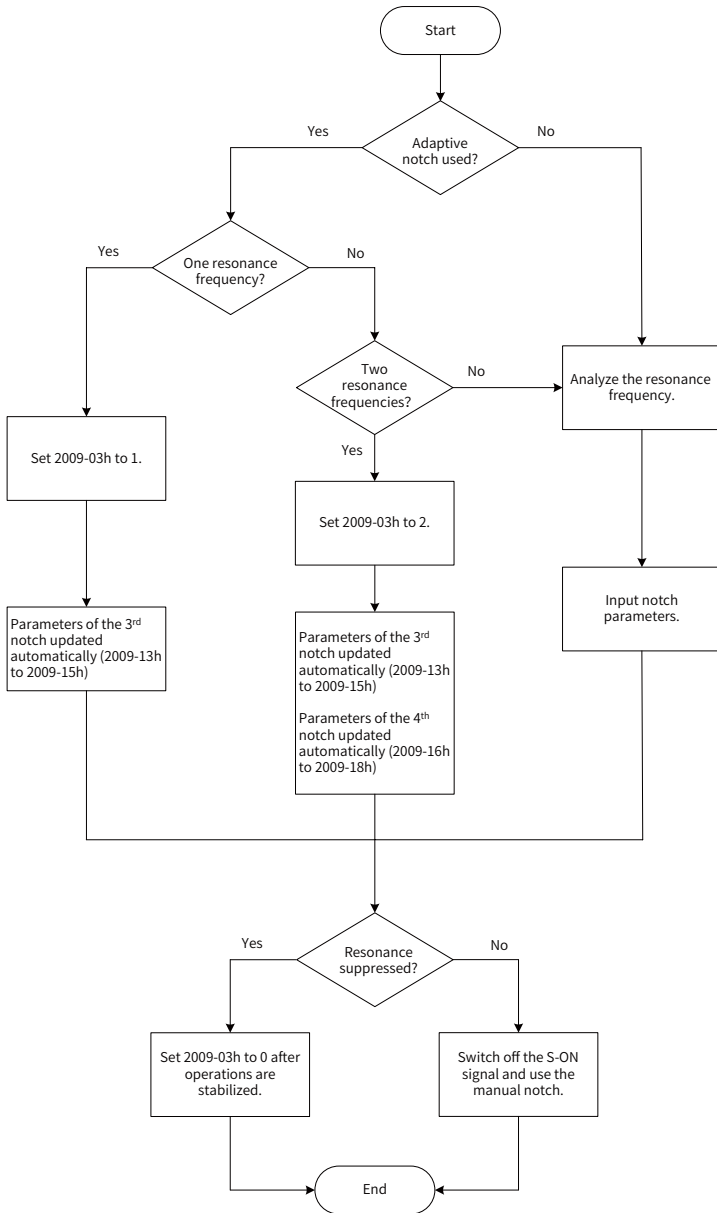 Start
Adaptive
notch used?
Yes
No
One resonance
frequency?
Yes
No
Two
resonance
frequencies?
No
Yes
Analyze the resonance
frequency.
Set 2009-03h to 1.
Set 2009-03h to 2.
Input notch
parameters.
Parameters of the 3rd
notch updated
automatically (2009-13h
to 2009-15h)
Parameters of the 3rd
notch updated
automatically (2009-13h
to 2009-15h)
Parameters of the 4th
notch updated
automatically (2009-16h
to 2009-18h)
Resonance
suppressed?
Yes
No
Set 2009-03h to 0 after
operations are
stabilized.
Switch off the S-ON
signal and use the
manual notch.
End